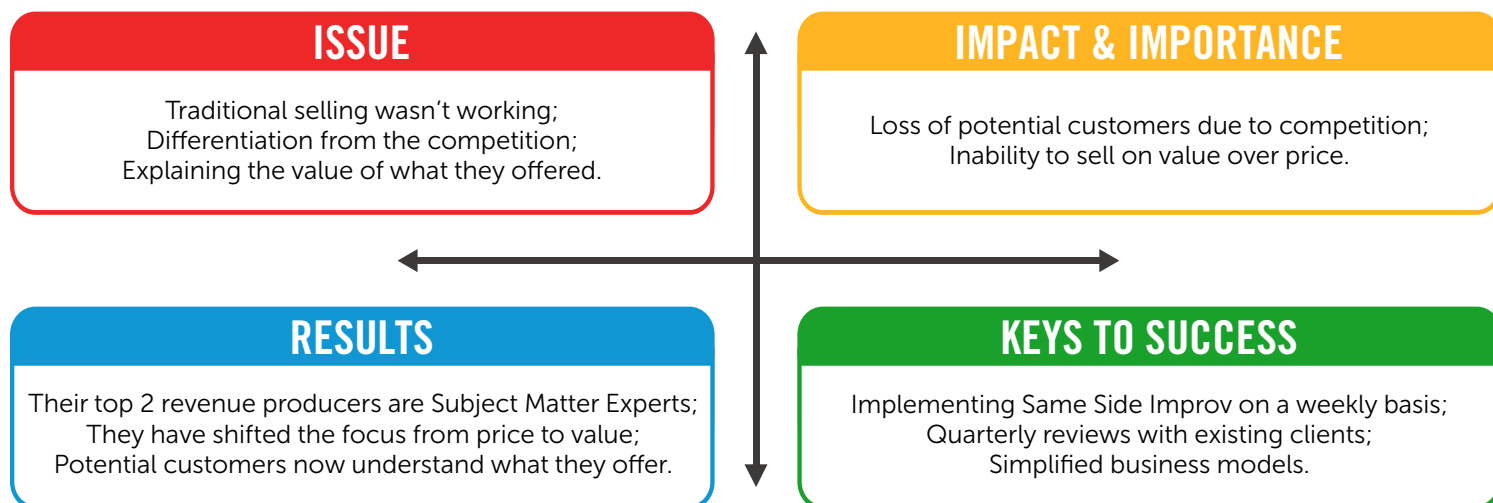 ISSUE
Traditional selling wasn’t working;
Differentiation from the competition;
Explaining the value of what they offered.
IMPACT & IMPORTANCE
Loss of potential customers due to competition;
Inability to sell on value over price.
RESULTS
Their top 2 revenue producers are Subject Matter Experts;
They have shifted the focus from price to value;
Potential customers now understand what they offer.
KEYS TO SUCCESS
Implementing Same Side Improv on a weekly basis;
Quarterly reviews with existing clients;
Simplified business models.